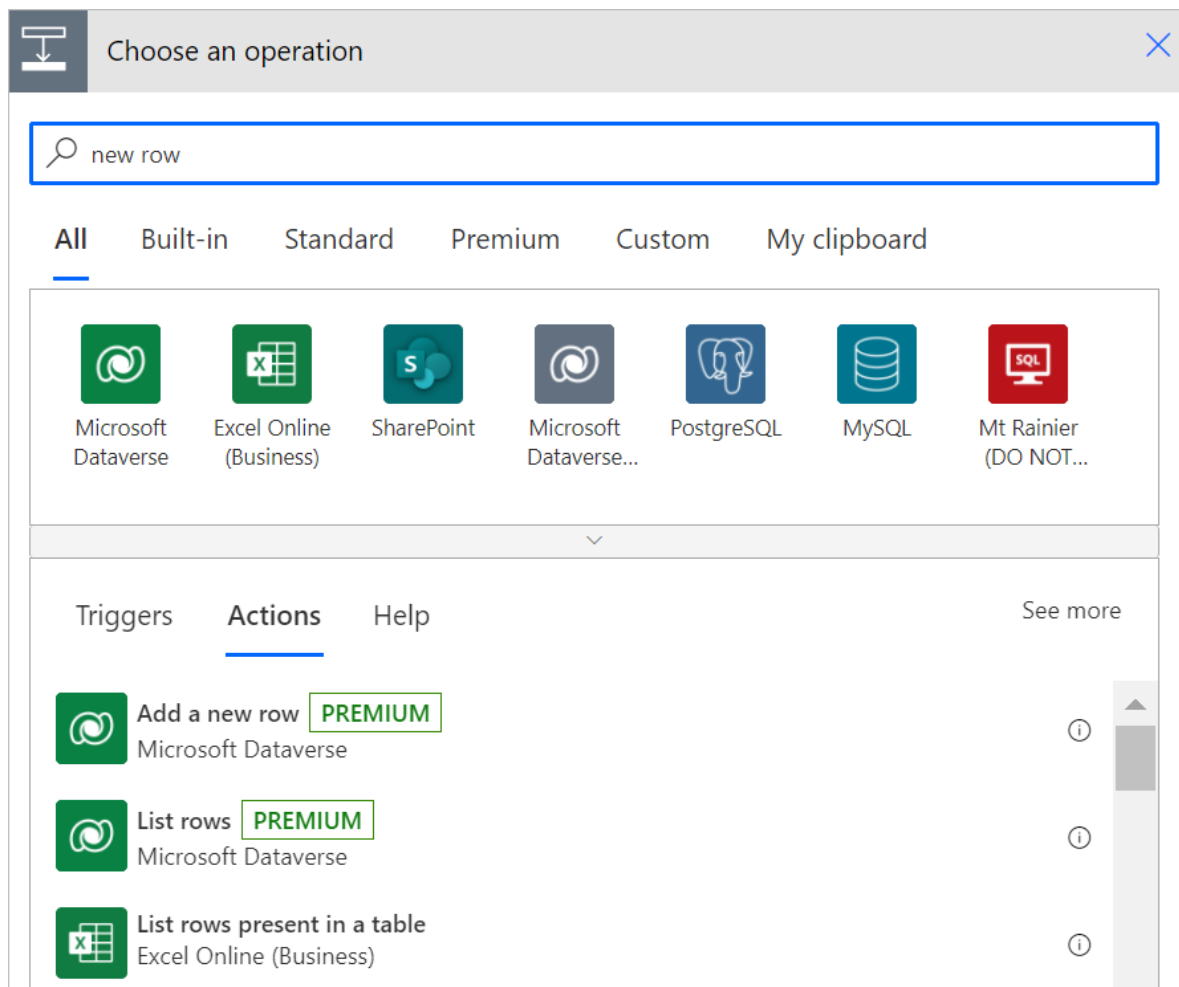 Choose an operation
new row
All Built-in Standard Premium Custom My clipboard
Microsoft Dataverse
Excel Online (Business)
SharePoint
Microsoft Dataverse...
PostgreSQL
MySQL
SQL
Mt Rainier (DO NOT...
Triggers Actions Help See more
Add a new row PREMIUM
Microsoft Dataverse
List rows PREMIUM
Microsoft Dataverse
List rows present in a table
Excel Online (Business)